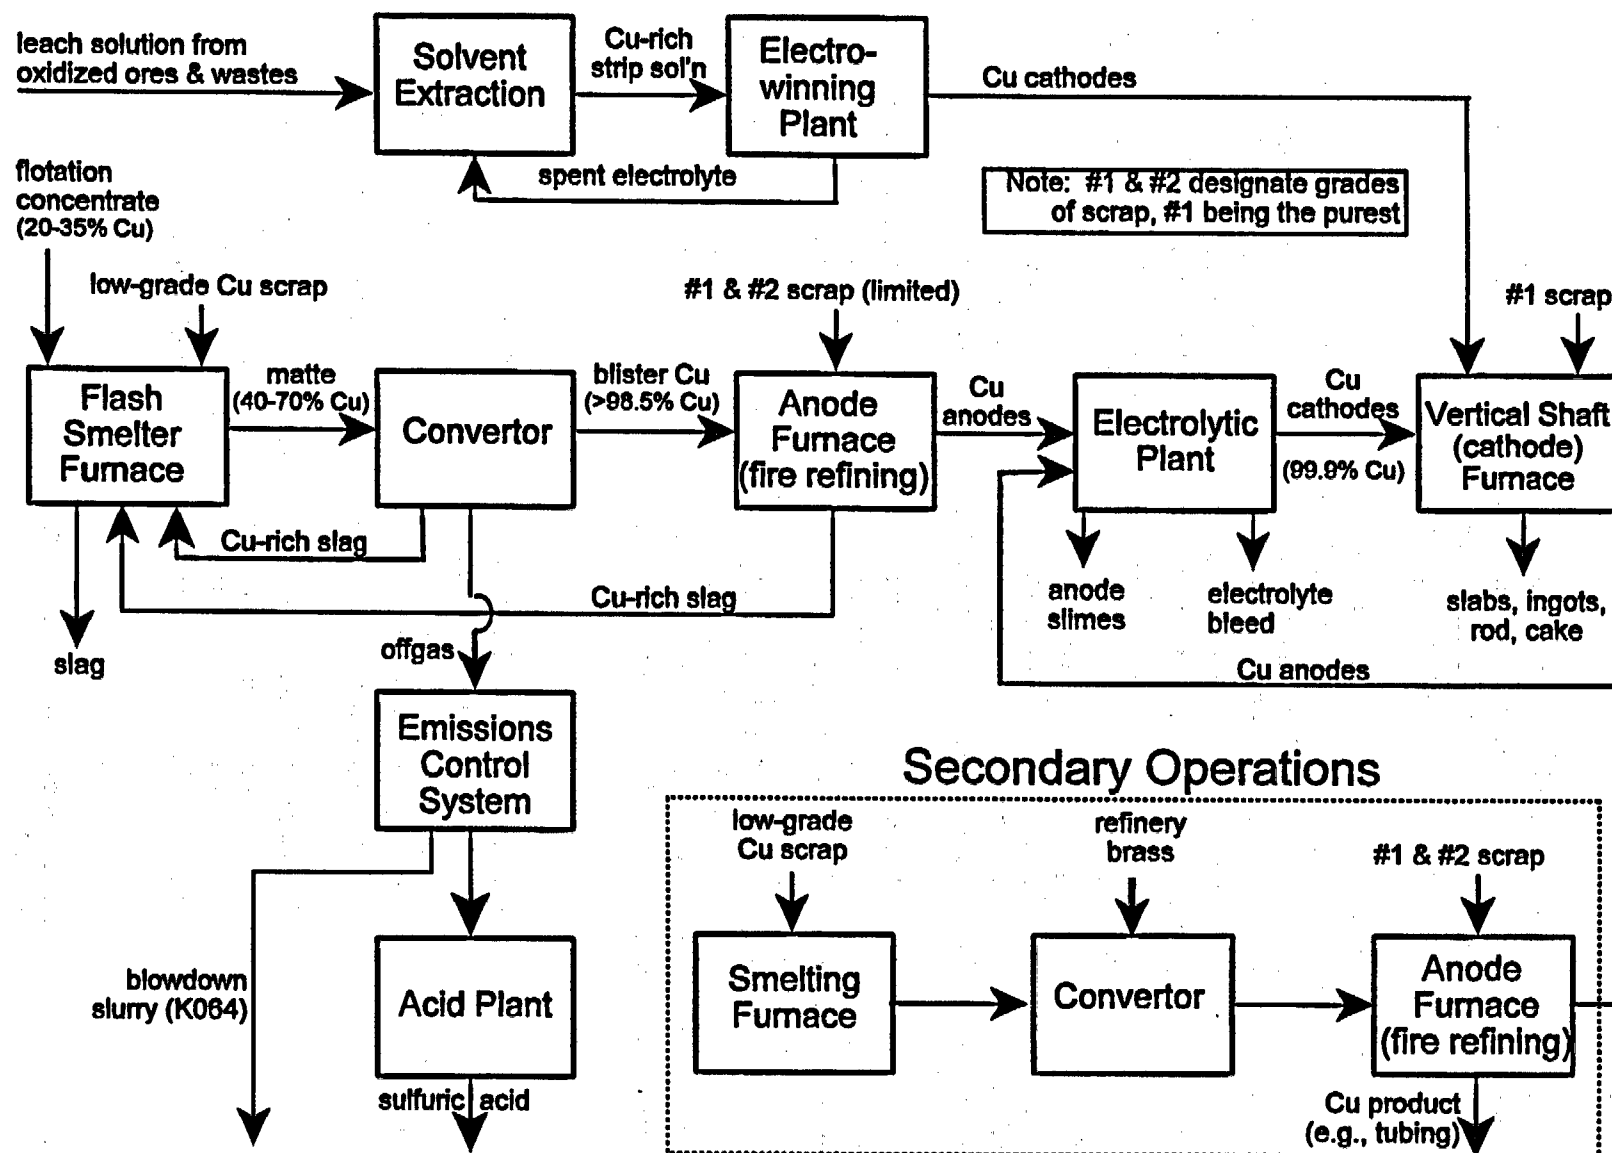 leach solution from
oxidized ores & wastes
Solvent
Extraction
Cu-rich
strip sol'n
Electro-
winning
Plant
Cu cathodes
spent electrolyte
Note: #1 & #2 designate grades
of scrap, #1 being the purest
flotation
concentrate
(20-35% Cu)
low-grade Cu scrap
#1 & #2 scrap (limited)
#1 scrap
Flash
Smelter
Furnace
matte
(40-70% Cu)
Convertor
blister Cu
(>98.5% Cu)
Anode
Furnace
(fire refining)
Cu
anodes
Electrolytic
Plant
Cu
cathodes
(99.9% Cu)
Vertical Shaft
(cathode)
Furnace
Cu-rich slag
Cu-rich slag
slag
offgas
anode
slimes
electrolyte
bleed
slabs, ingots,
rod, cake
Cu anodes
Emissions
Control
System
blowdown
slurry (K064)
Acid Plant
sulfuric acid
Secondary Operations
low-grade
Cu scrap
refinery
brass
#1 & #2 scrap
Smelting
Furnace
Convertor
Anode
Furnace
(fire refining)
Cu product
(e.g., tubing)